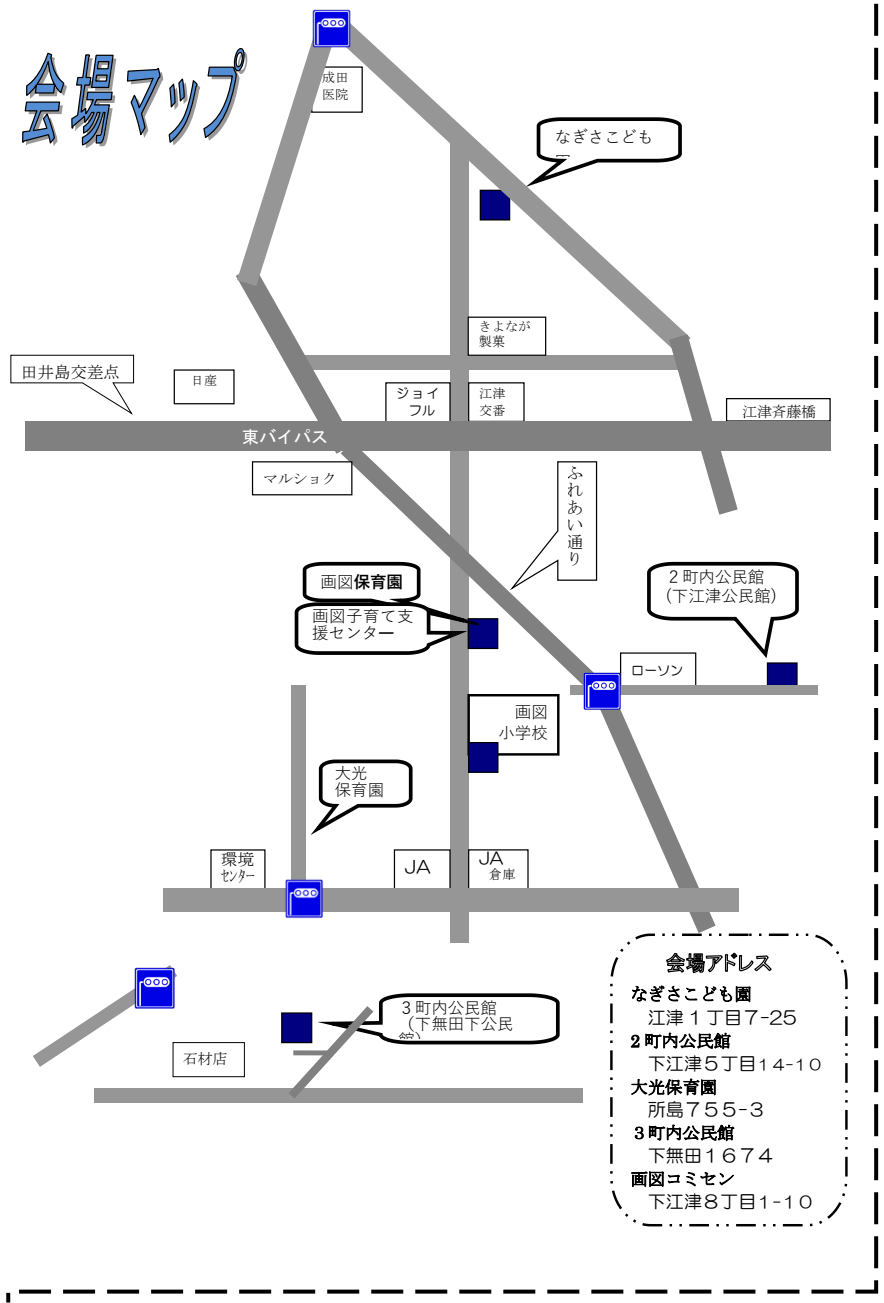 会場マップ
成田
医院
なぎさこども
きよなが
製菓
田井島交差点
日産
ジョイ
フル
江津
交番
江津斉藤橋
東バイパス
マルショク
ふれあい通り
画図保育園
画図子育て支
援センター
2町内公民館
(下江津公民館)
ローソン
画図
小学校
大光
保育園
環境
センター
JA
JA
倉庫
3町内公民館
(下無田下公民
館)
石材店
会場アドレス
なぎさこども園
江津1丁目7-25
2町内公民館
下江津5丁目14-10
大光保育園
所島755-3
3町内公民館
下無田1674
画図コミセン
下江津8丁目1-10